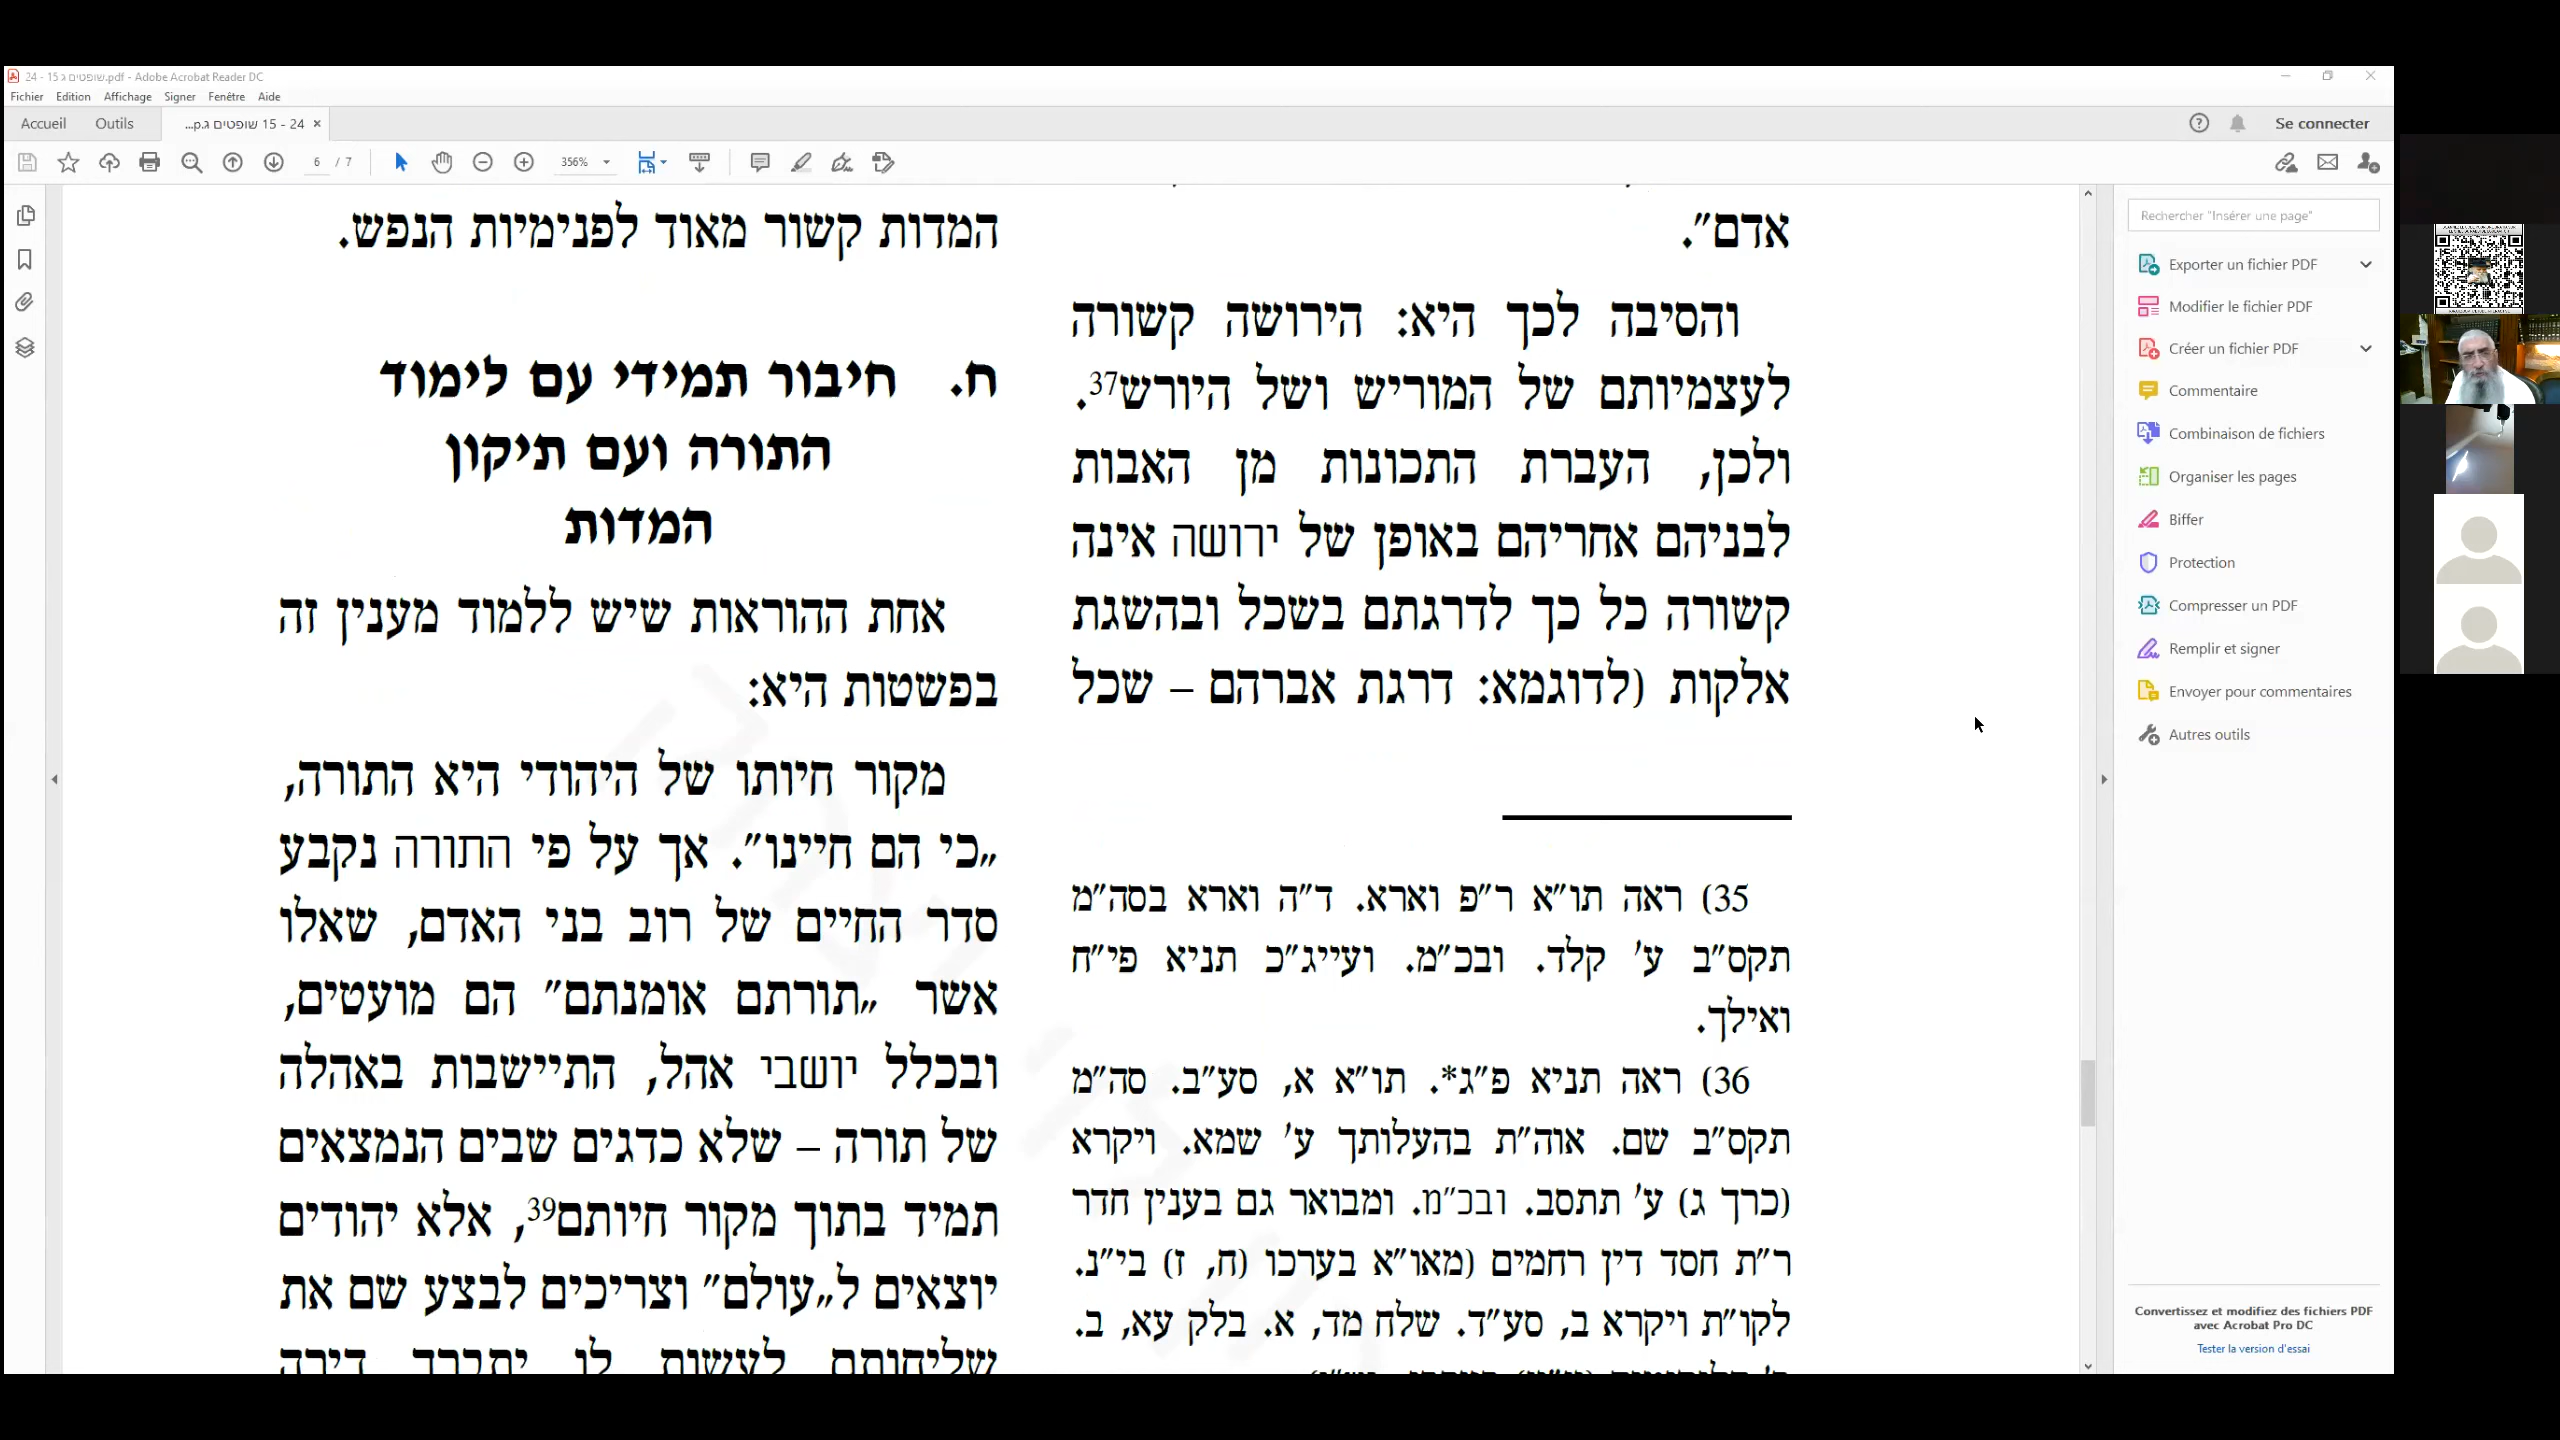 שופטים ג 15 - 24.pdf - Adobe Acrobat Reader DC
Fichier Edition Affichage Signer Fenêtre Aide
Accueil Outils 24 - 15 שופטים ג.p... × Se connecter
6 / 7 356%
אדם".
והסיבה לכך היא: הירושה קשורה
לעצמיותם של המוריש ושל היורש37.
ולכן, העברת התכונות מן האבות
לבניהם אחריהם באופן של ירושה אינה
קשורה כל כך לדרגתם בשכל ובהשגת
אלקות (לדוגמא: דרגת אברהם – שכל
35) ראה תו"א ר"פ וארא. ד"ה וארא בסה"מ
תקס"ב ע' קלד. ובכ"מ. ועייג"כ תניא פי"ח
ואילך.
36) ראה תניא פ"ג*. תו"א א, סע"ב. סה"מ
תקס"ב שם. אוה"ת בהעלותך ע' שמא. ויקרא
(כרך ג) ע' תתסב. ובכ"מ. ומבואר גם בענין חדר
ר"ת חסד דין רחמים (מאו"א בערכו (ח, ז) בי"נ.
לקו"ת ויקרא ב, סע"ד. שלח מד, א. בלק עא, ב.
המדות קשור מאוד לפנימיות הנפש.
ח. חיבור תמידי עם לימוד
התורה ועם תיקון
המדות
אחת ההוראות שיש ללמוד מענין זה
בפשטות היא:
מקור חיותו של היהודי היא התורה,
„כי הם חיינו". אך על פי התורה נקבע
סדר החיים של רוב בני האדם, שאלו
אשר „תורתם אומנתם" הם מועטים,
ובכלל יושבי אהל, התיישבות באהלה
של תורה – שלא כדגים שבים הנמצאים
תמיד בתוך מקור חיותם39, אלא יהודים
יוצאים ל„עולם" וצריכים לבצע שם את
שליחותם לעשות לו יתברך דירה
Rechercher "Insérer une page"
Exporter un fichier PDF
Modifier le fichier PDF
Créer un fichier PDF
Commentaire
Combinaison de fichiers
Organiser les pages
Biffer
Protection
Compresser un PDF
Remplir et signer
Envoyer pour commentaires
Autres outils
Convertissez et modifiez des fichiers PDF
avec Acrobat Pro DC
Tester la version d'essai